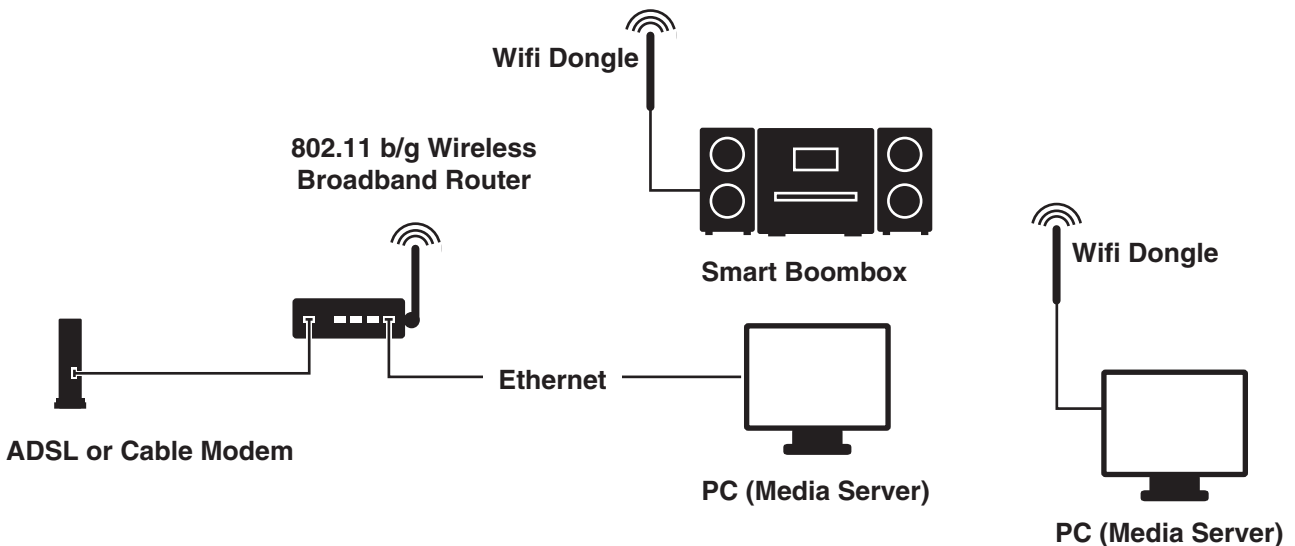 Wifi Dongle
802.11 b/g Wireless
Broadband Router
Smart Boombox
Wifi Dongle
Ethernet
ADSL or Cable Modem
PC (Media Server)
PC (Media Server)